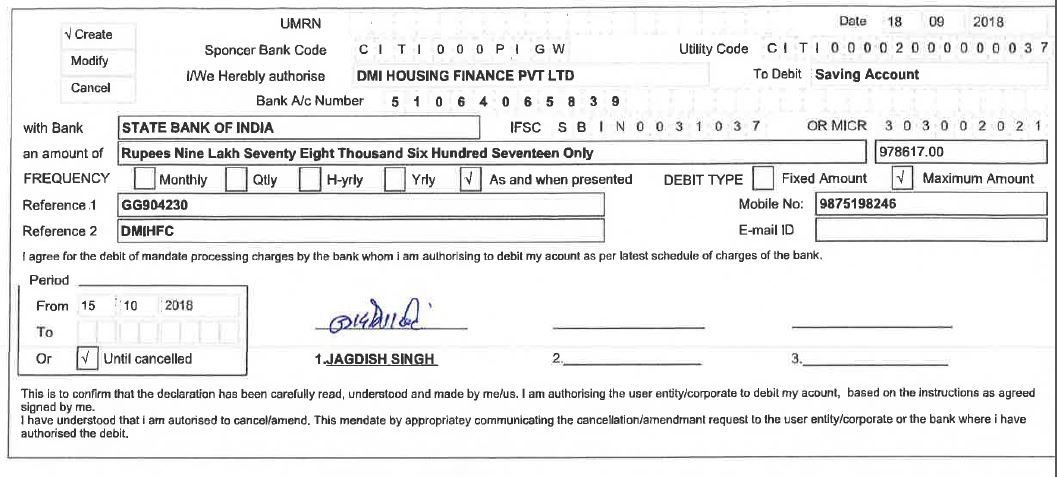 UMRN Date 18 09 2018
√ Create
Modify
Cancel
Sponcer Bank Code C I T I 0 0 0 P I G W Utility Code C I T I 0 0 0 0 2 0 0 0 0 0 0 0 3 7
I/We Hereby authorise DMI HOUSING FINANCE PVT LTD To Debit Saving Account
Bank A/c Number 5 1 0 6 4 0 6 5 8 3 9
with Bank STATE BANK OF INDIA IFSC S B I N 0 0 3 1 0 3 7 OR MICR 3 0 3 0 0 2 0 2 1
an amount of Rupees Nine Lakh Seventy Eight Thousand Six Hundred Seventeen Only 978617.00
FREQUENCY Monthly Qtly H-yrly Yrly √ As and when presented DEBIT TYPE Fixed Amount √ Maximum Amount
Reference 1 GG904230 Mobile No: 9875198246
Reference 2 DMIHFC E-mail ID
I agree for the debit of mandate processing charges by the bank whom i am authorising to debit my acount as per latest schedule of charges of the bank.
Period
From 15 10 2018
To
Or √ Until cancelled 1.JAGDISH SINGH 2. 3.
This is to confirm that the declaration has been carefully read, understood and made by me/us. I am authorising the user entity/corporate to debit my acount, based on the instructions as agreed
signed by me.
I have understood that i am autorised to cancel/amend. This mendate by appropriatey communicating the cancellation/amendmant request to the user entity/corporate or the bank where i have
authorised the debit.